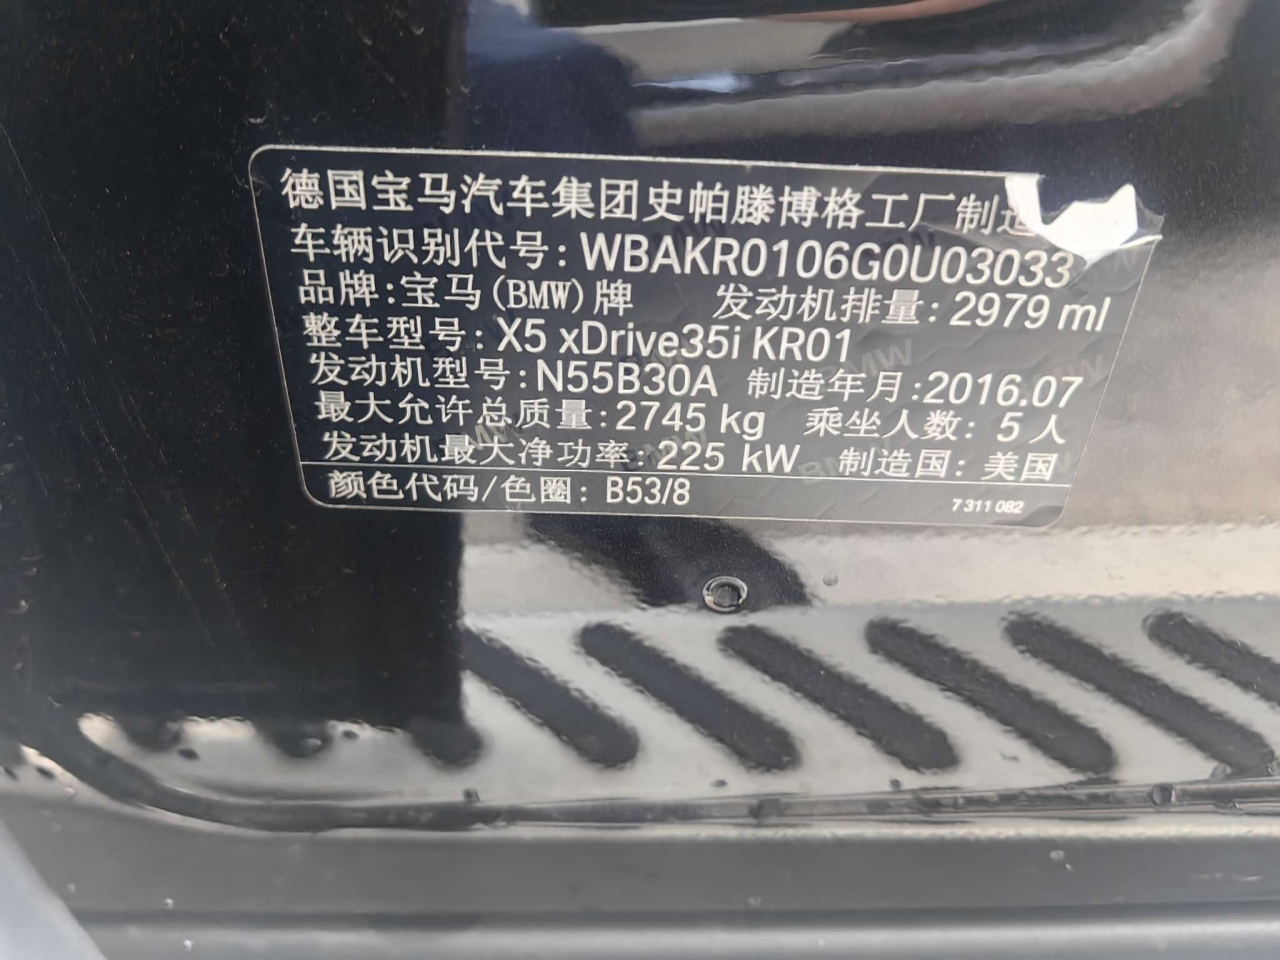 德国宝马汽车集团史帕滕博格工厂制造
车辆识别代号: WBAKR0106G0U03033
品牌:宝马(BMW)牌 发动机排量: 2979 ml
整车型号: X5 xDrive35i KR01
发动机型号: N55B30A 制造年月:2016.07
最大允许总质量: 2745 kg 乘坐人数: 5人
发动机最大净功率: 225 kW 制造国: 美国
颜色代码/色圈: B53/8 7 311 082